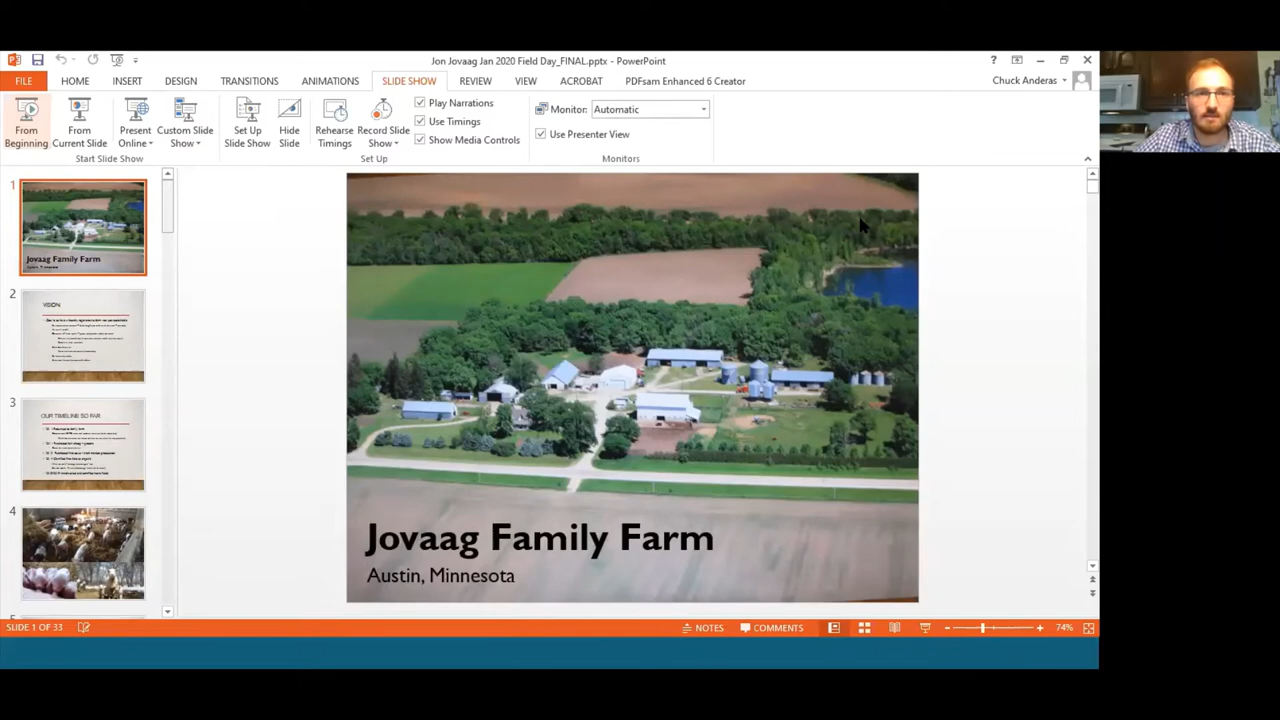 Jon Jovaag Jan 2020 Field Day_FINAL.pptx - PowerPoint
FILE HOME INSERT DESIGN TRANSITIONS ANIMATIONS SLIDE SHOW REVIEW VIEW ACROBAT PDFsam Enhanced 6 Creator
Chuck Anderas
From Beginning
From Current Slide
Present Online
Custom Slide Show
Start Slide Show
Set Up Slide Show
Hide Slide
Rehearse Timings
Record Slide Show
Play Narrations
Use Timings
Show Media Controls
Set Up
Monitor: Automatic
Use Presenter View
Monitors
1
Jovaag Family Farm
2
VISION
3
OUR TIMELINE SO FAR
4
Jovaag Family Farm
Austin, Minnesota
SLIDE 1 OF 33
NOTES
COMMENTS
74%